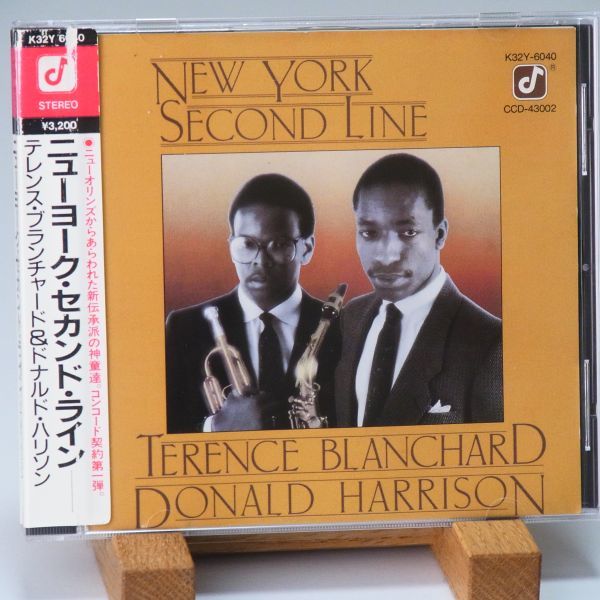 K32Y 6040
STEREO
¥3,200
ニューヨーク・セカンド・ライン
テレンス・ブランチャード&ドナルド・ハリソン
●ニューオリンズからあらわれた新伝承派の神童達。コンコード契約第一弾。
NEW YORK
SECOND LINE
K32Y-6040
CCD-43002
TERENCE BLANCHARD
DONALD HARRISON